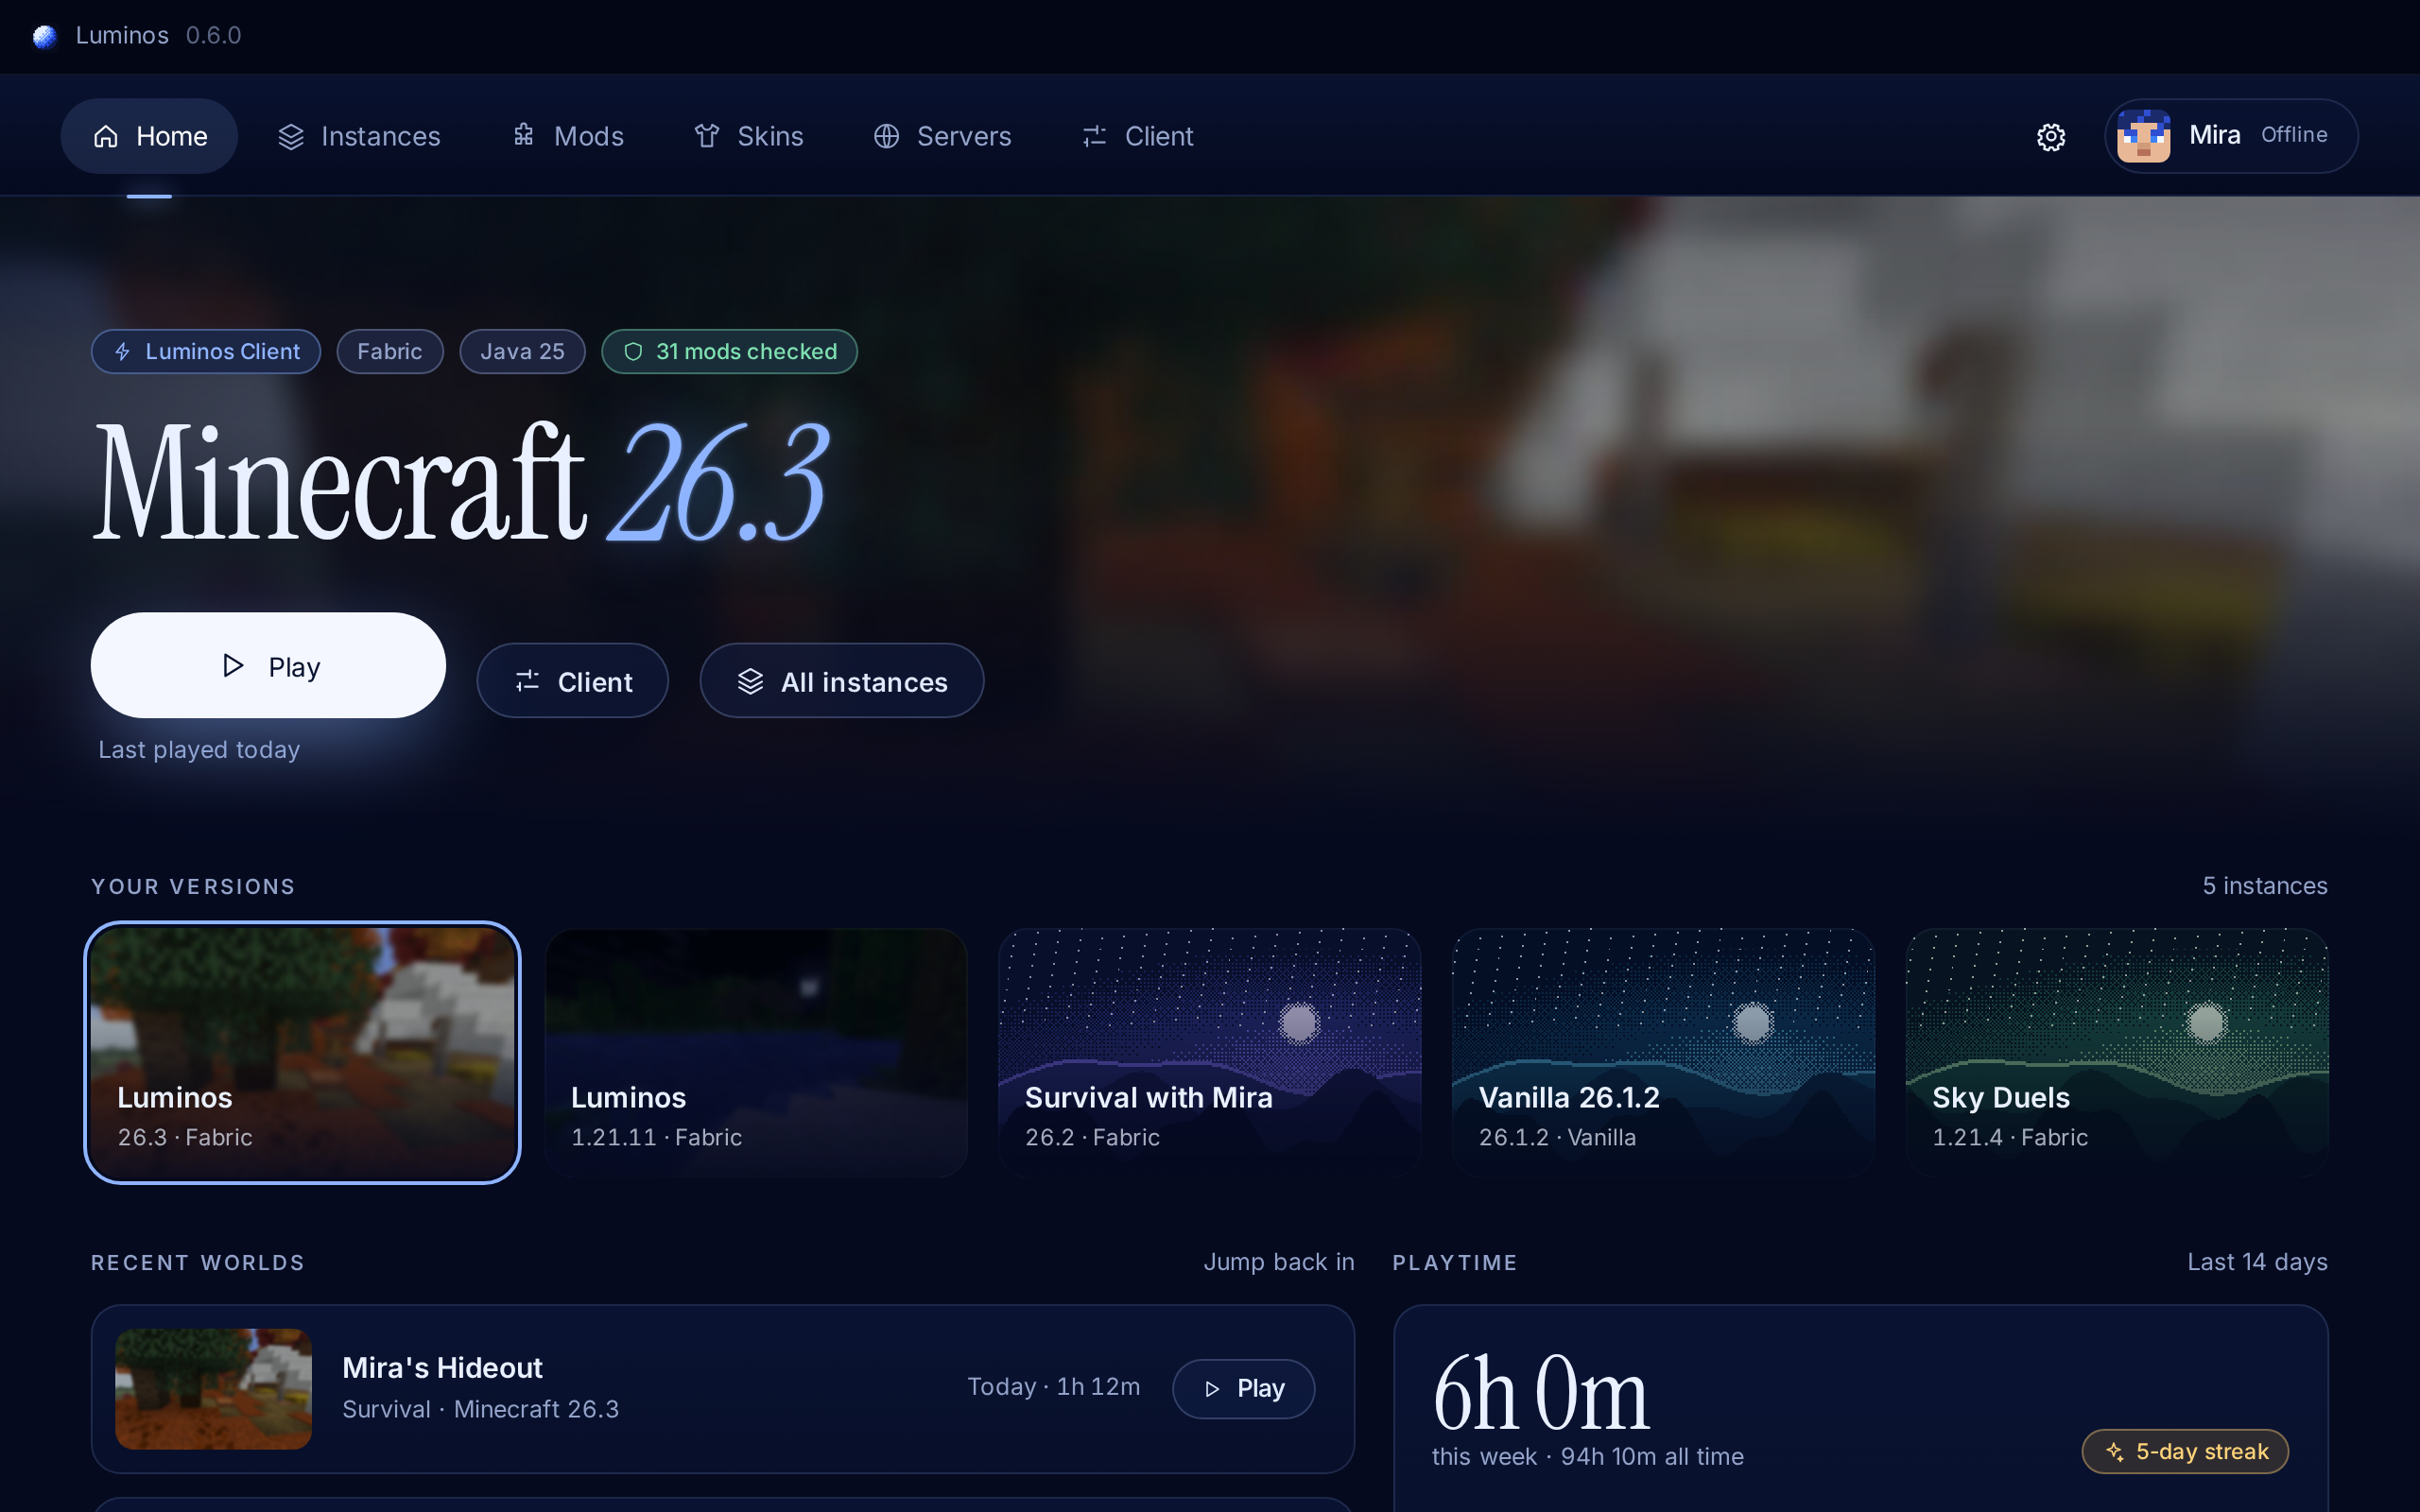 Luminos 0.6.0
Home Instances Mods Skins Servers Client Mira Offline
Luminos Client Fabric Java 25 31 mods checked
Minecraft 26.3
Play Client All instances
Last played today
YOUR VERSIONS 5 instances
Luminos
26.3 · Fabric
Luminos
1.21.11 · Fabric
Survival with Mira
26.2 · Fabric
Vanilla 26.1.2
26.1.2 · Vanilla
Sky Duels
1.21.4 · Fabric
RECENT WORLDS Jump back in
Mira's Hideout
Survival · Minecraft 26.3
Today · 1h 12m Play
PLAYTIME Last 14 days
6h 0m
this week · 94h 10m all time
5-day streak